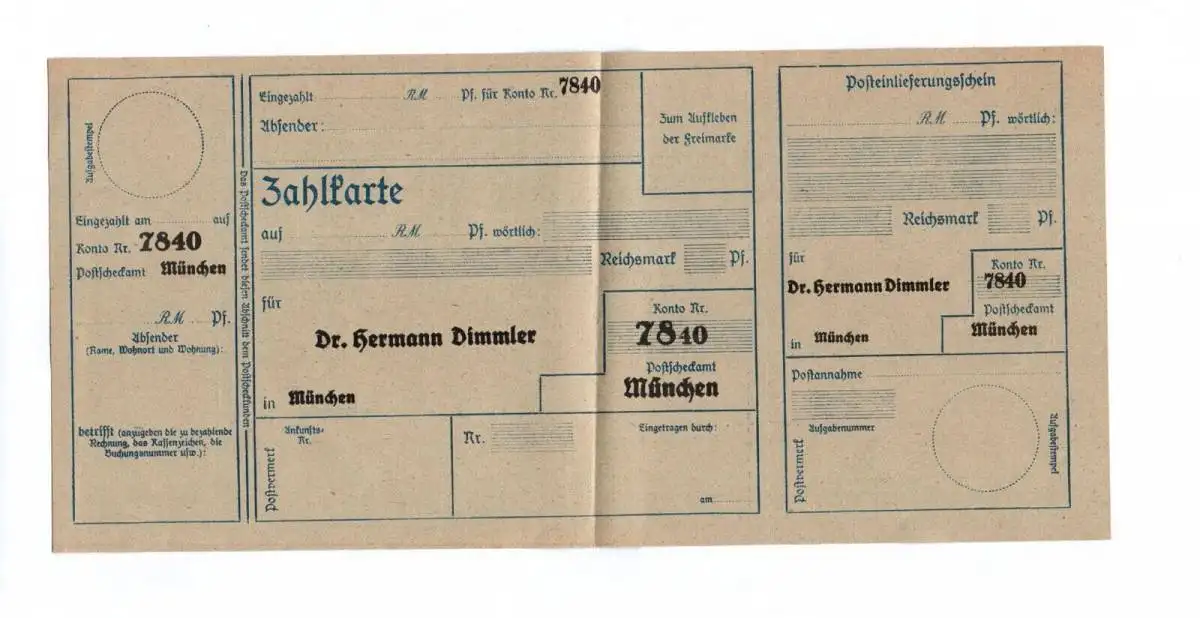 Aufgabestempel
Eingezahlt am auf
Konto Nr. 7840
Postscheckamt München
RM Pf.
Absender
(Name, Wohnort und Wohnung):
betrifft (anzugeben die zu bezahlende
Rechnung, das Kassenzeichen, die
Buchungsnummer usw.):
Das Postscheckamt sendet diesen Abschnitt dem Postscheckkunden
Eingezahlt RM Pf. für Konto Nr. 7840
Absender:
Zum Aufkleben
der Freimarke
Zahlkarte
auf RM Pf. wörtlich:
Reichsmark Pf.
für
Dr. Hermann Dimmler
in München
Konto Nr.
7840
Postscheckamt
München
Postvermerk
Ankunfts-
Nr.
Nr.
Eingetragen durch:
am
Posteinlieferungsschein
RM Pf. wörtlich:
Reichsmark Pf.
für
Dr. Hermann Dimmler
in München
Konto Nr.
7840
Postscheckamt
München
Postannahme
Aufgabenummer
Postvermerk
Aufgabestempel